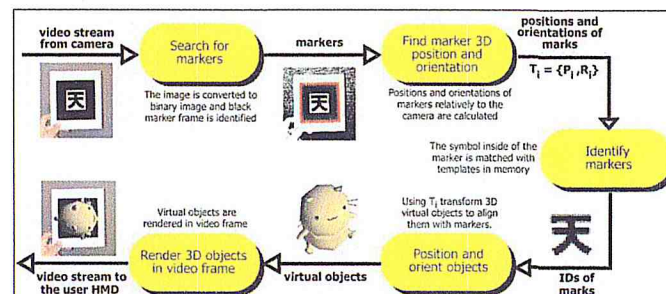 video stream
from camera
Search for
markers
The image is converted to
binary image and black
marker frame is identified
markers
Find marker 3D
position and
orientation
Positions and orientations of
markers relatively to the
camera are calculated
positions and
orientations of
marks
Ti = {Pi,Ri}
Identify
markers
The symbol inside of the
marker is matched with
templates in memory
天
天
天
IDs of
marks
Position and
orient objects
Using Ti transform 3D
virtual objects to align
them with markers.
virtual objects
Render 3D objects
in video frame
Virtual objects are
rendered in video frame
video stream to
the user HMD